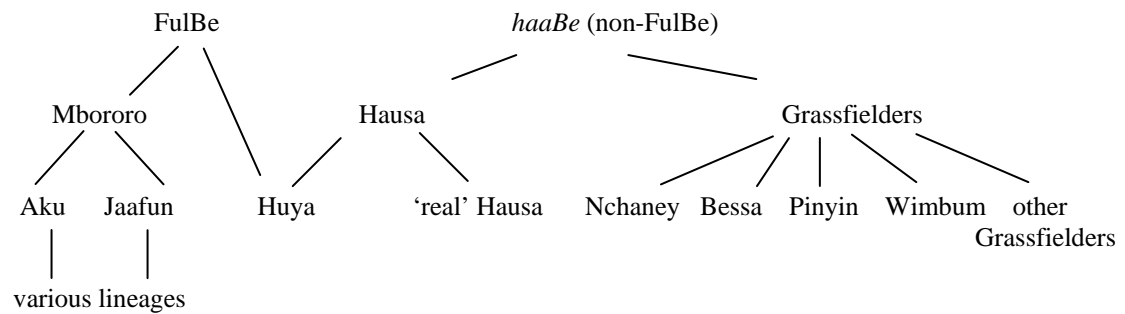 FulBe haaBe (non-FulBe)
Mbororo Hausa Grassfielders
Aku Jaafun Huya ‘real’ Hausa Nchaney Bessa Pinyin Wimbum other
Grassfielders
various lineages